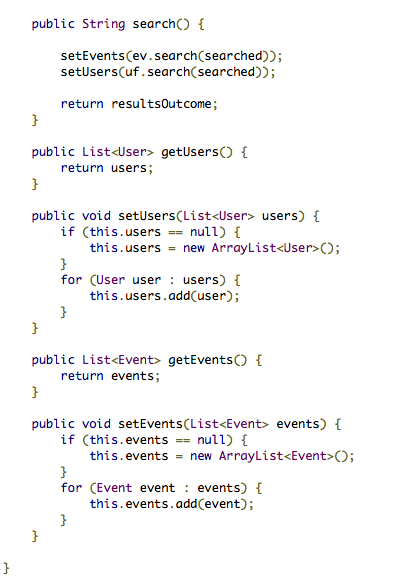 public String search() {
setEvents(ev.search(searched));
setUsers(uf.search(searched));
return resultsOutcome;
}
public List<User> getUsers() {
return users;
}
public void setUsers(List<User> users) {
if (this.users == null) {
this.users = new ArrayList<User>();
}
for (User user : users) {
this.users.add(user);
}
}
public List<Event> getEvents() {
return events;
}
public void setEvents(List<Event> events) {
if (this.events == null) {
this.events = new ArrayList<Event>();
}
for (Event event : events) {
this.events.add(event);
}
}
}